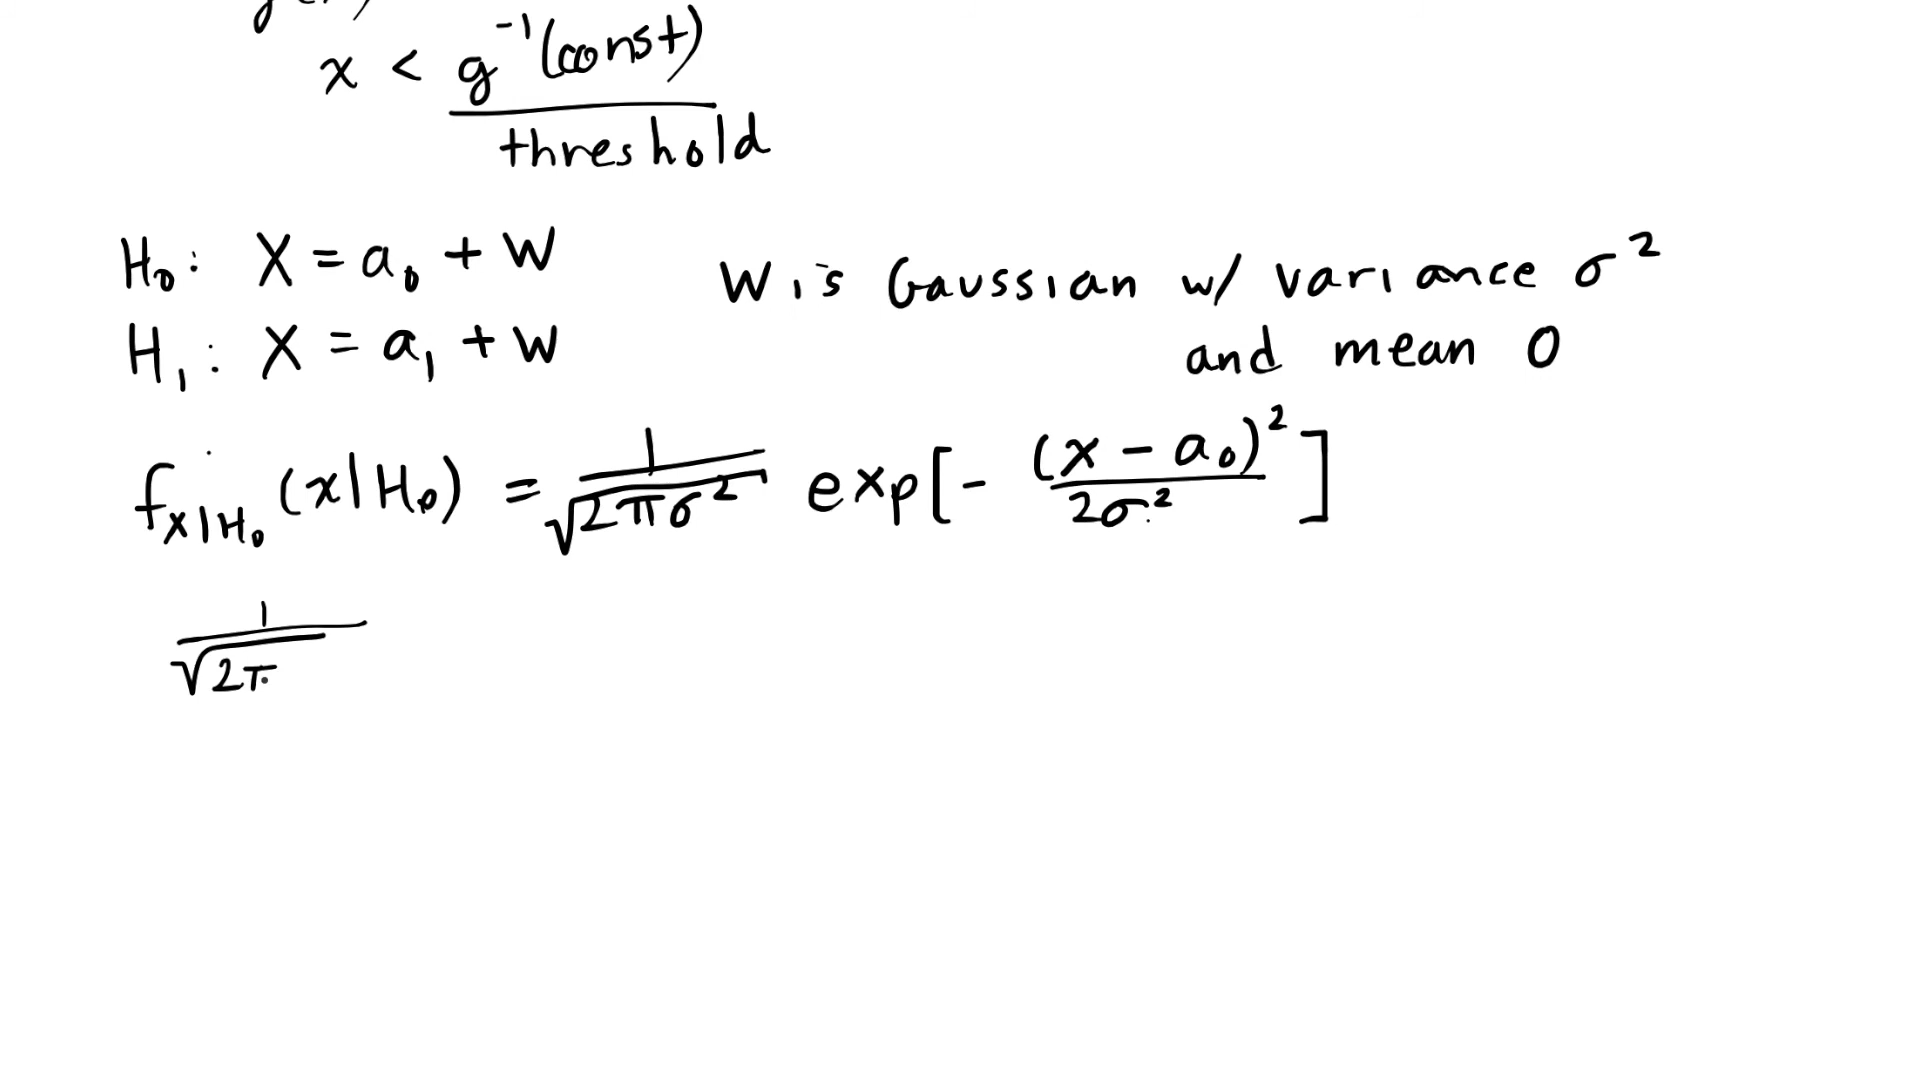 x < g⁻¹(const)
threshold
H₀: X = a₀ + W
W is Gaussian w/ variance σ²
H₁: X = a₁ + W
and mean 0
f_{X|H₀}(x|H₀) = 1/√(2πσ²) exp[- (x - a₀)²/2σ²]
1/√(2π